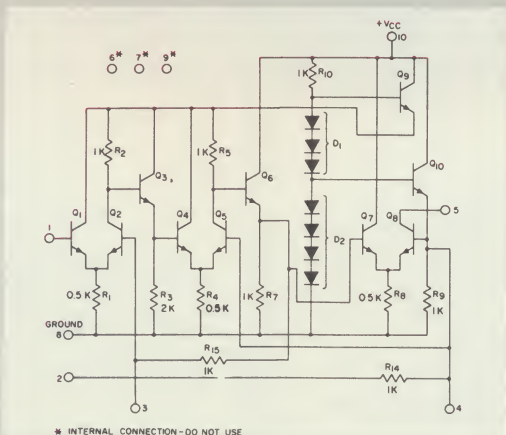 +VCC
10
6* 7* 9*
1K R10
Q9
1K R2
1K R5
D1
Q3
Q6
Q10
Q1 Q2
Q4 Q5
D2
Q7 Q8
5
1
0.5 K R1
R3
2K
R4
0.5K
1K R7
0.5 K R8
R9
1K
GROUND
8
R15
1K
2
R14
1K
3
4
* INTERNAL CONNECTION-DO NOT USE